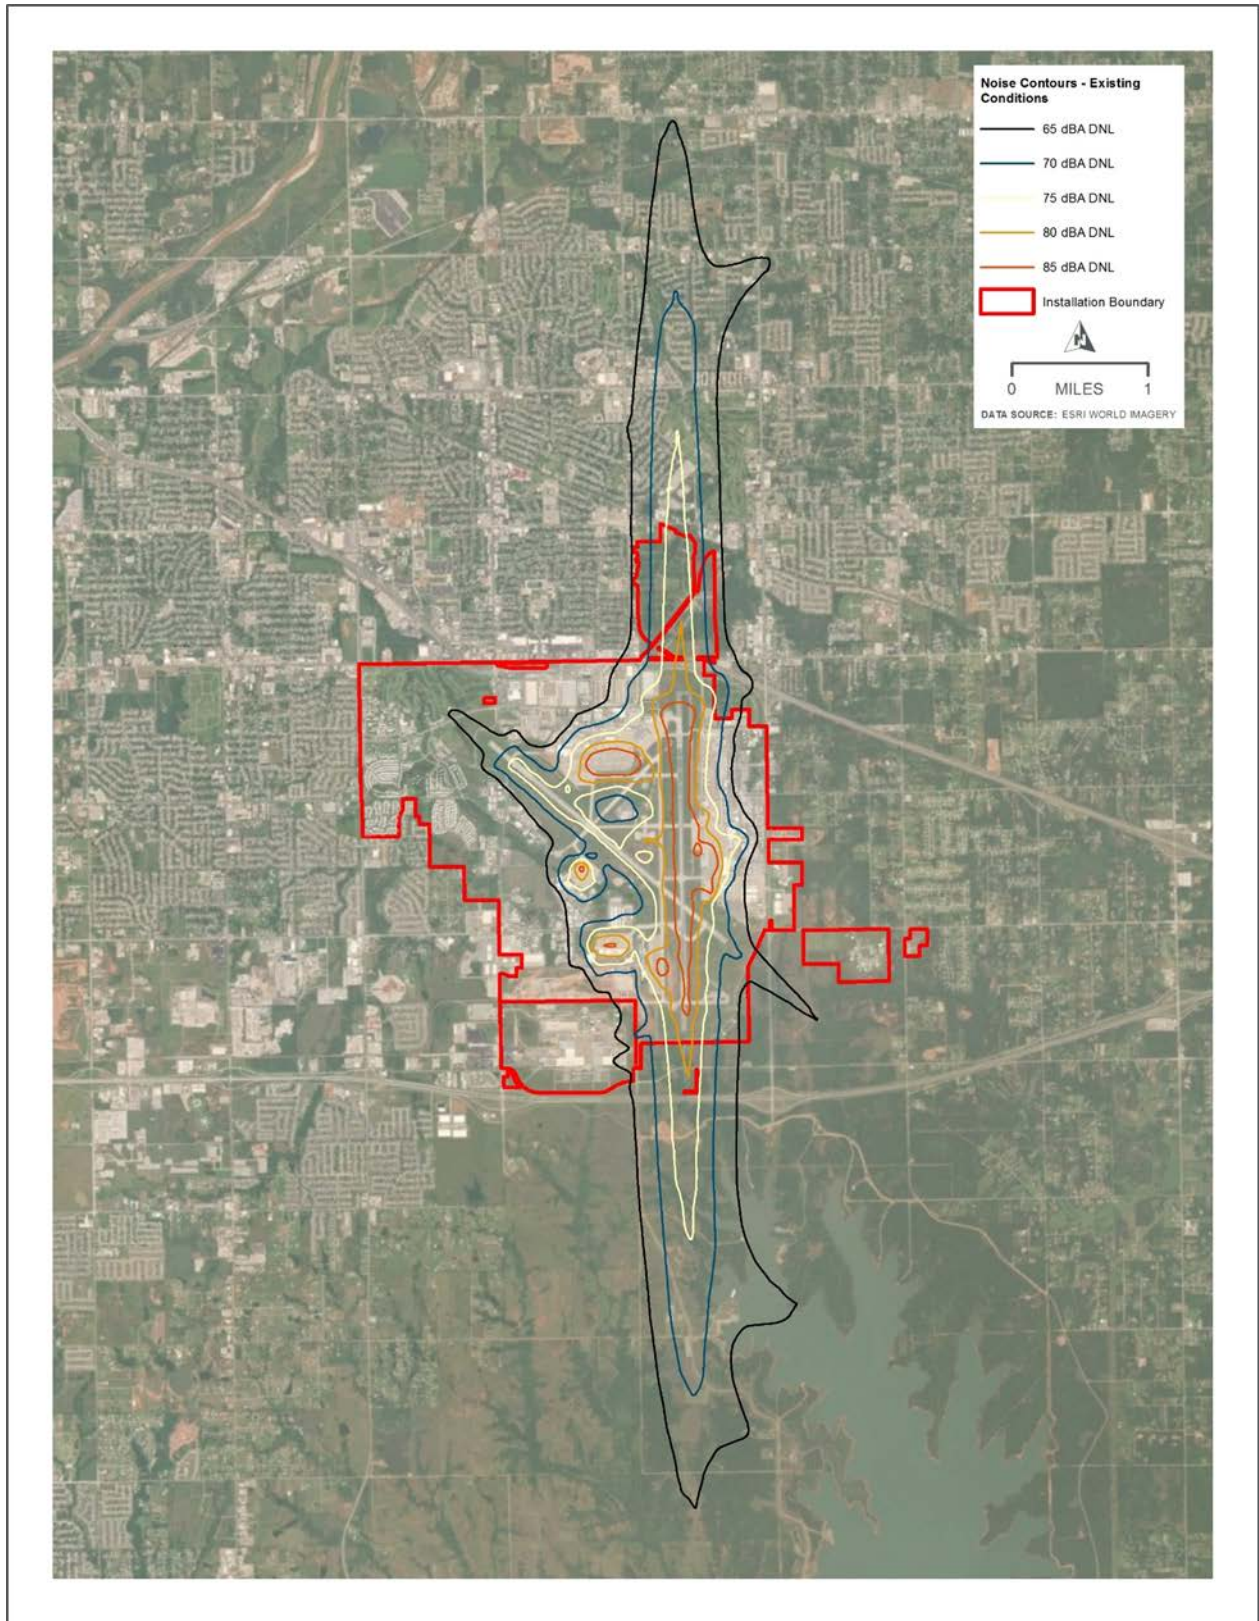 Noise Contours - Existing
Conditions
65 dBA DNL
70 dBA DNL
75 dBA DNL
80 dBA DNL
85 dBA DNL
Installation Boundary
N
0 MILES 1
DATA SOURCE: ESRI WORLD IMAGERY